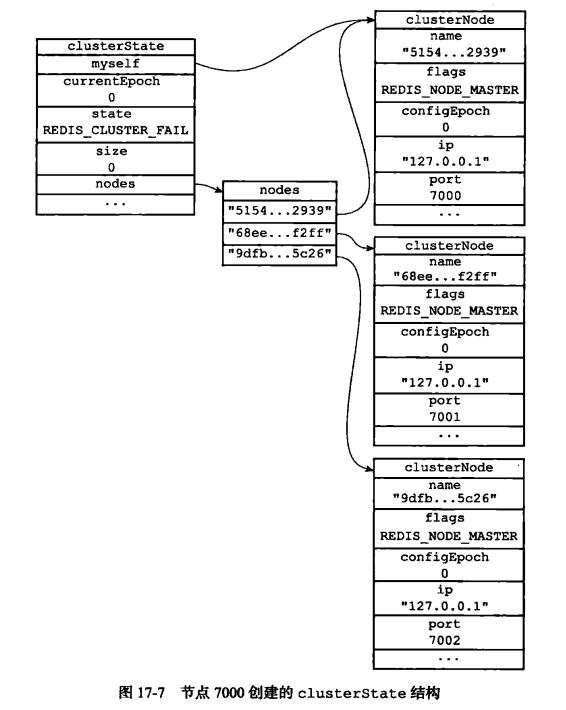 clusterState
myself
currentEpoch
0
state
REDIS_CLUSTER_FAIL
size
0
nodes
...
nodes
"5154...2939"
"68ee...f2ff"
"9dfb...5c26"
clusterNode
name
"5154...2939"
flags
REDIS_NODE_MASTER
configEpoch
0
ip
"127.0.0.1"
port
7000
...
clusterNode
name
"68ee...f2ff"
flags
REDIS_NODE_MASTER
configEpoch
0
ip
"127.0.0.1"
port
7001
...
clusterNode
name
"9dfb...5c26"
flags
REDIS_NODE_MASTER
configEpoch
0
ip
"127.0.0.1"
port
7002
...
图 17-7 节点 7000 创建的 clusterState 结构